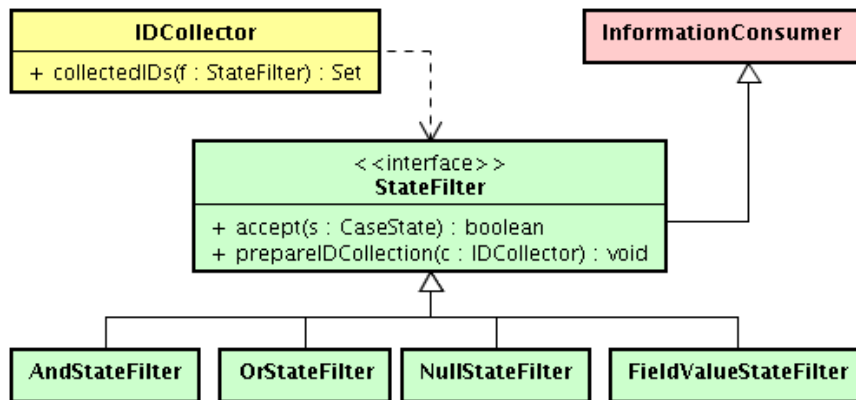 IDCollector
+ collectedIDs(f : StateFilter) : Set
InformationConsumer
< <interface> >
StateFilter
+ accept(s : CaseState) : boolean
+ prepareIDCollection(c : IDCollector) : void
AndStateFilter
OrStateFilter
NullStateFilter
FieldValueStateFilter